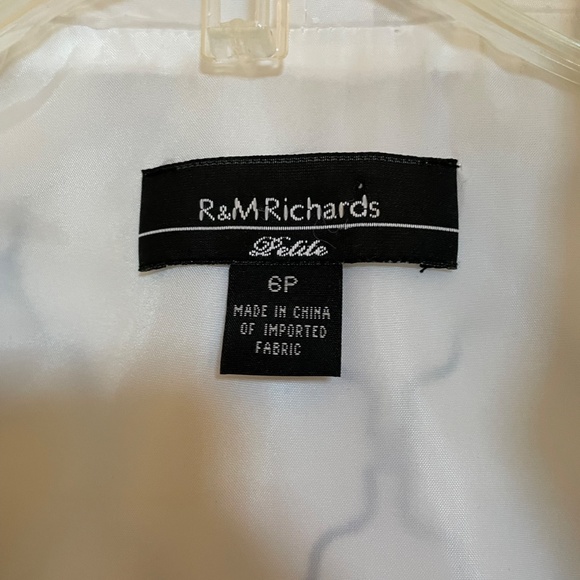 R&M Richards
Petite
6P
MADE IN CHINA
OF IMPORTED
FABRIC